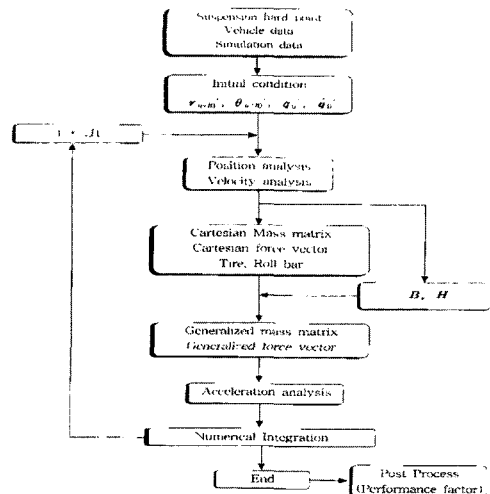 Suspension hard point
Vehicle data
Simulation data
Initial condition
Position analysis
Velocity analysis
Cartesian Mass matrix
Cartesian force vector
Tire, Roll bar
B, H
Generalized mass matrix
Generalized force vector
Acceleration analysis
Numerical Integration
End
Post Process
(Performance factor)